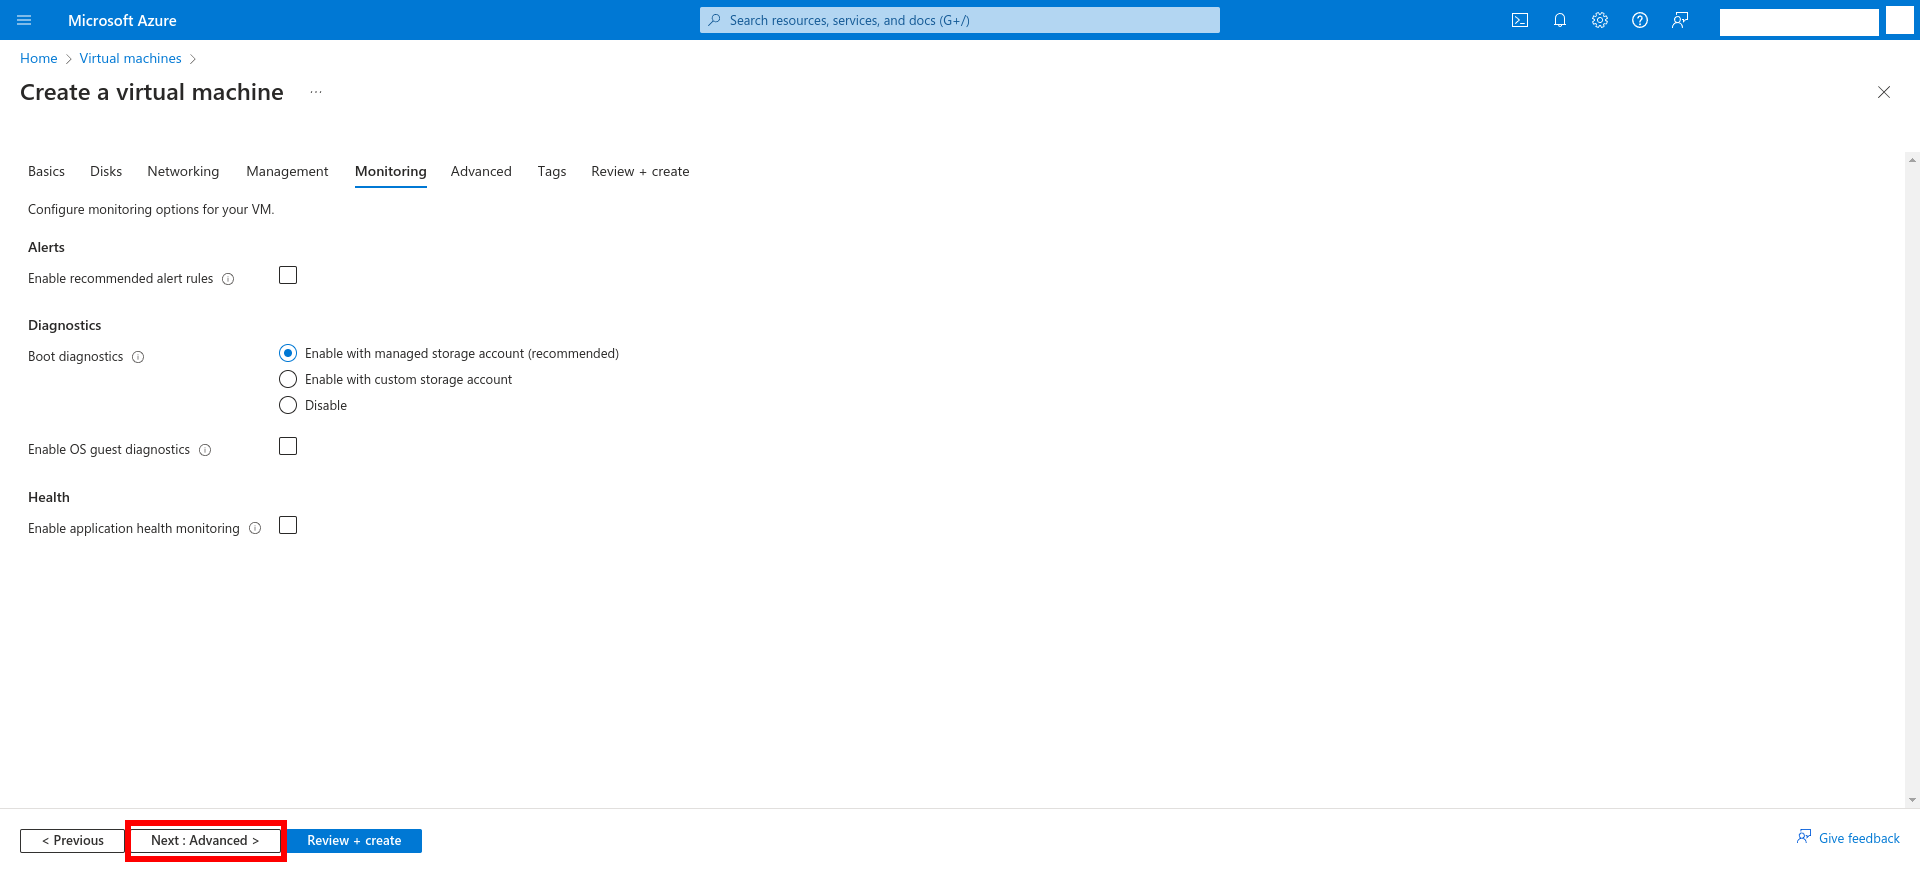 Microsoft Azure
Search resources, services, and docs (G+/)
Home > Virtual machines >
Create a virtual machine ...
Basics Disks Networking Management Monitoring Advanced Tags Review + create
Configure monitoring options for your VM.
Alerts
Enable recommended alert rules
Diagnostics
Boot diagnostics
Enable with managed storage account (recommended)
Enable with custom storage account
Disable
Enable OS guest diagnostics
Health
Enable application health monitoring
< Previous
Next : Advanced >
Review + create
Give feedback